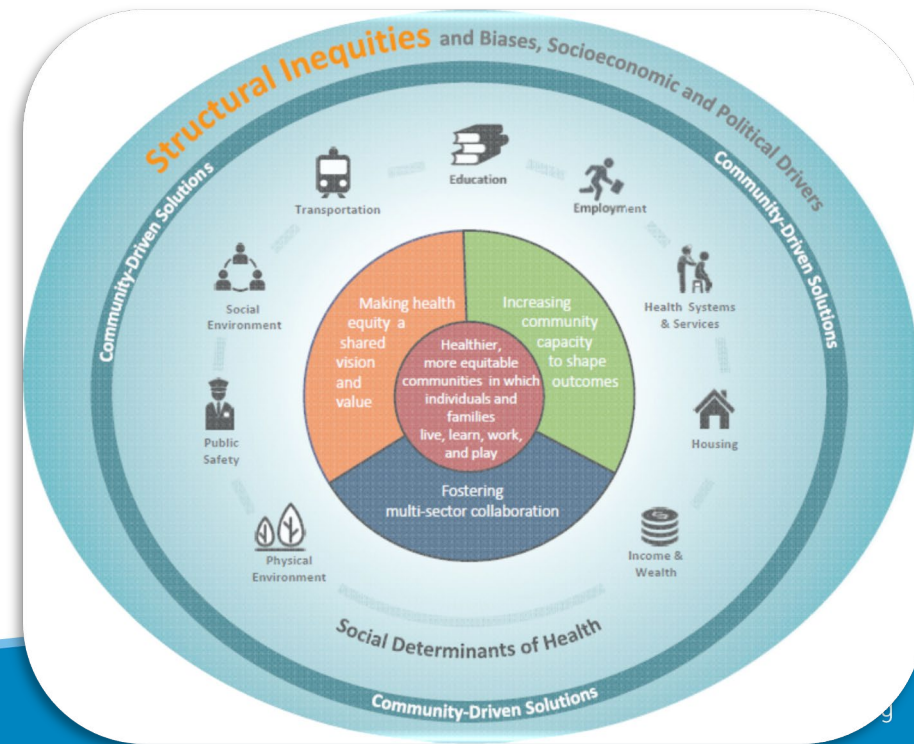 Structural Inequities and Biases, Socioeconomic and Political Drivers
Community-Driven Solutions
Community-Driven Solutions
Education
Transportation
Employment
Social
Environment
Health Systems
& Services
Public
Safety
Housing
Physical
Environment
Income &
Wealth
Making health
equity a
shared
vision
and
value
Increasing
community
capacity
to shape
outcomes
Healthier,
more equitable
communities in which
individuals and
families
live, learn, work,
and play
Fostering
multi-sector collaboration
Social Determinants of Health
Community-Driven Solutions
9